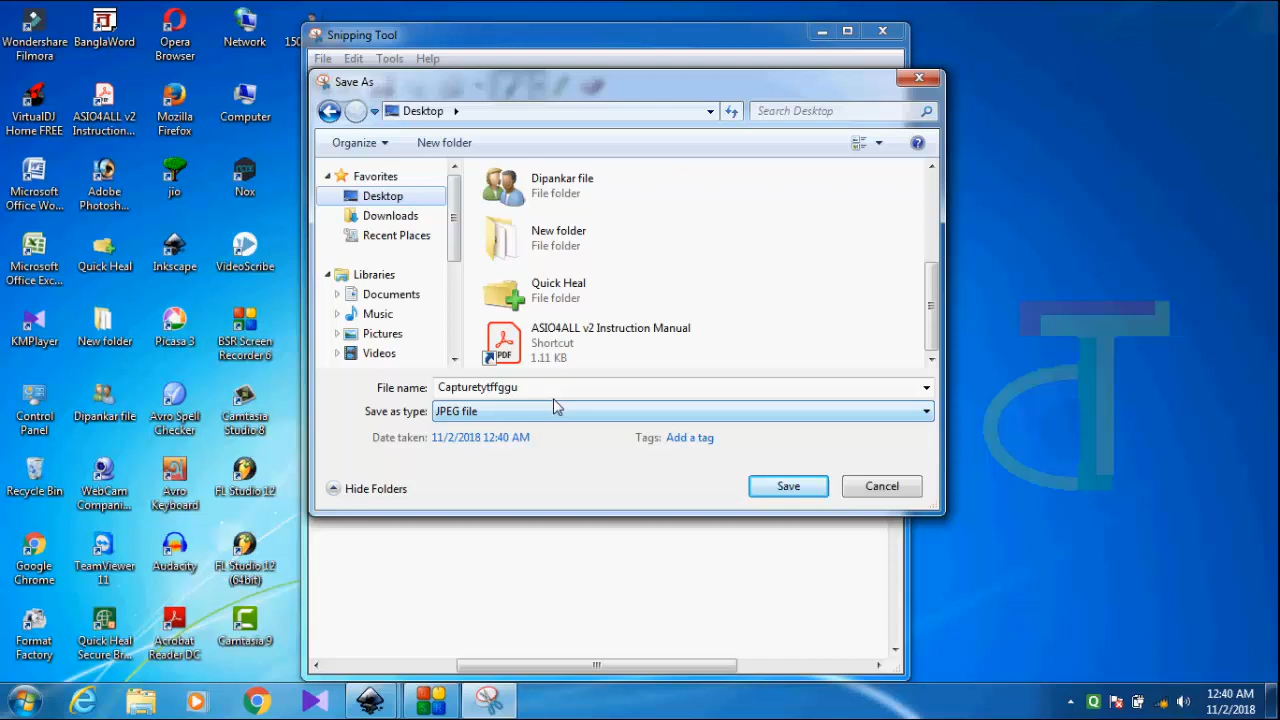 Wondershare Filmora
BanglaWord
Opera Browser
Network
150
VirtualDJ Home FREE
ASIO4ALL v2 Instruction...
Mozilla Firefox
Computer
Microsoft Office Wo...
Adobe Photosh...
jio
Nox
Microsoft Office Exc...
Quick Heal
Inkscape
VideoScribe
KMPlayer
New folder
Picasa 3
BSR Screen Recorder 6
Control Panel
Dipankar file
Avro Spell Checker
Camtasia Studio 8
Recycle Bin
WebCam Compani...
Avro Keyboard
FL Studio 12
Google Chrome
TeamViewer 11
Audacity
FL Studio 12 (64bit)
Format Factory
Quick Heal Secure Br...
Acrobat Reader DC
Camtasia 9
Snipping Tool
File Edit Tools Help
Save As
Desktop
Search Desktop
Organize
New folder
Favorites
Desktop
Downloads
Recent Places
Libraries
Documents
Music
Pictures
Videos
Dipankar file
File folder
New folder
File folder
Quick Heal
File folder
PDF
ASIO4ALL v2 Instruction Manual
Shortcut
1.11 KB
File name: Capturetytffggu
Save as type: JPEG file
Date taken: 11/2/2018 12:40 AM
Tags: Add a tag
Hide Folders
Save
Cancel
12:40 AM
11/2/2018